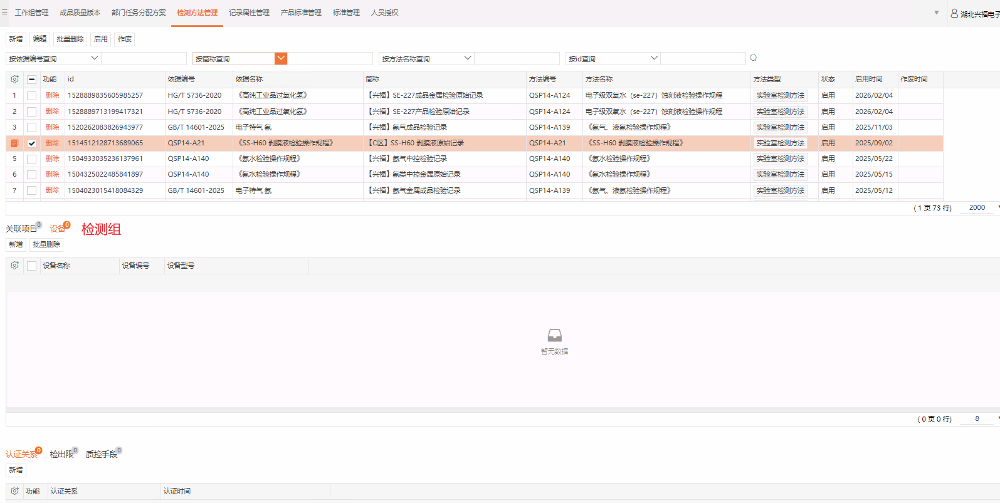 工作组管理 成品质量版本 部门任务分配方案 检测方法管理 记录属性管理 产品标准管理 标准管理 人员授权 湖北兴福电子
新增 编辑 批量删除 启用 作废
按依据编号查询 按简称查询 按方法名称查询 按id查询
功能 id 依据编号 依据名称 简称 方法编号 方法名称 方法类型 状态 启用时间 作废时间
1 删除 1528889835605985257 HG/T 5736-2020 《高纯工业品过氧化氢》 【兴福】SE-227成品金属检验原始记录 QSP14-A124 电子级双氧水（se-227）蚀刻液检验操作规程 实验室检测方法 启用 2026/02/04
2 删除 1528889713199417321 HG/T 5736-2020 《高纯工业品过氧化氢》 【兴福】SE-227产品检验原始记录 QSP14-A124 电子级双氧水（se-227）蚀刻液检验操作规程 实验室检测方法 启用 2026/02/04
3 删除 1520262083826943977 GB/T 14601-2025 电子特气 氨 【兴福】氨气成品检验记录 QSP14-A139 《氨气、液氨检验操作规程》 实验室检测方法 启用 2025/11/03
删除 1514512128713689065 QSP14-A21 《SS-H60 剥膜液检验操作规程》 【C区】SS-H60 剥膜液原始记录 QSP14-A21 《SS-H60 剥膜液检验操作规程》 实验室检测方法 启用 2025/09/02
5 删除 1504933035236137961 QSP14-A140 《氨水检验操作规程》 【兴福】氨气中控检验记录 QSP14-A140 《氨水检验操作规程》 实验室检测方法 启用 2025/05/22
6 删除 1504325022485841897 QSP14-A140 《氨水检验操作规程》 【兴福】氨类中控金属原始记录 QSP14-A140 《氨水检验操作规程》 实验室检测方法 启用 2025/05/15
7 删除 1504023015418084329 GB/T 14601-2025 电子特气 氨 【兴福】氨气金属成品检验记录 QSP14-A139 《氨气、液氨检验操作规程》 实验室检测方法 启用 2025/05/12
( 1 页 73 行) 2000
关联项目 0 设备 0 检测组
新增 批量删除
设备名称 设备编号 设备型号
暂无数据
( 0 页 0 行) 8
认证关系 0 检出限 0 质控手段 0
新增
功能 认证关系 认证时间